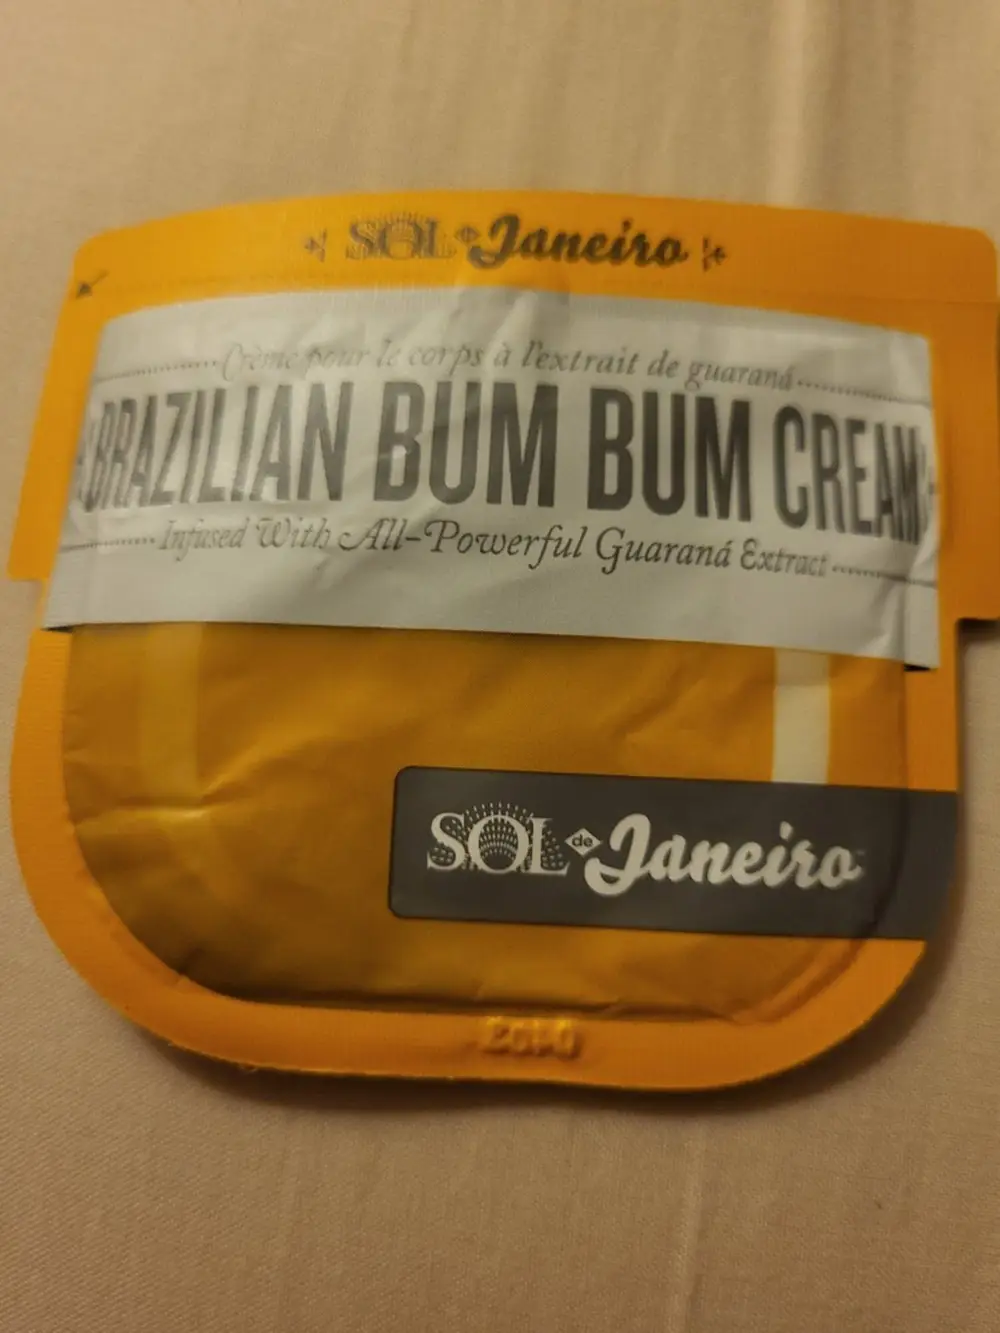 SOL de Janeiro
Crème pour le corps à l'extrait de guaraná
BRAZILIAN BUM BUM CREAM
Infused With All-Powerful Guaraná Extract
SOL de Janeiro